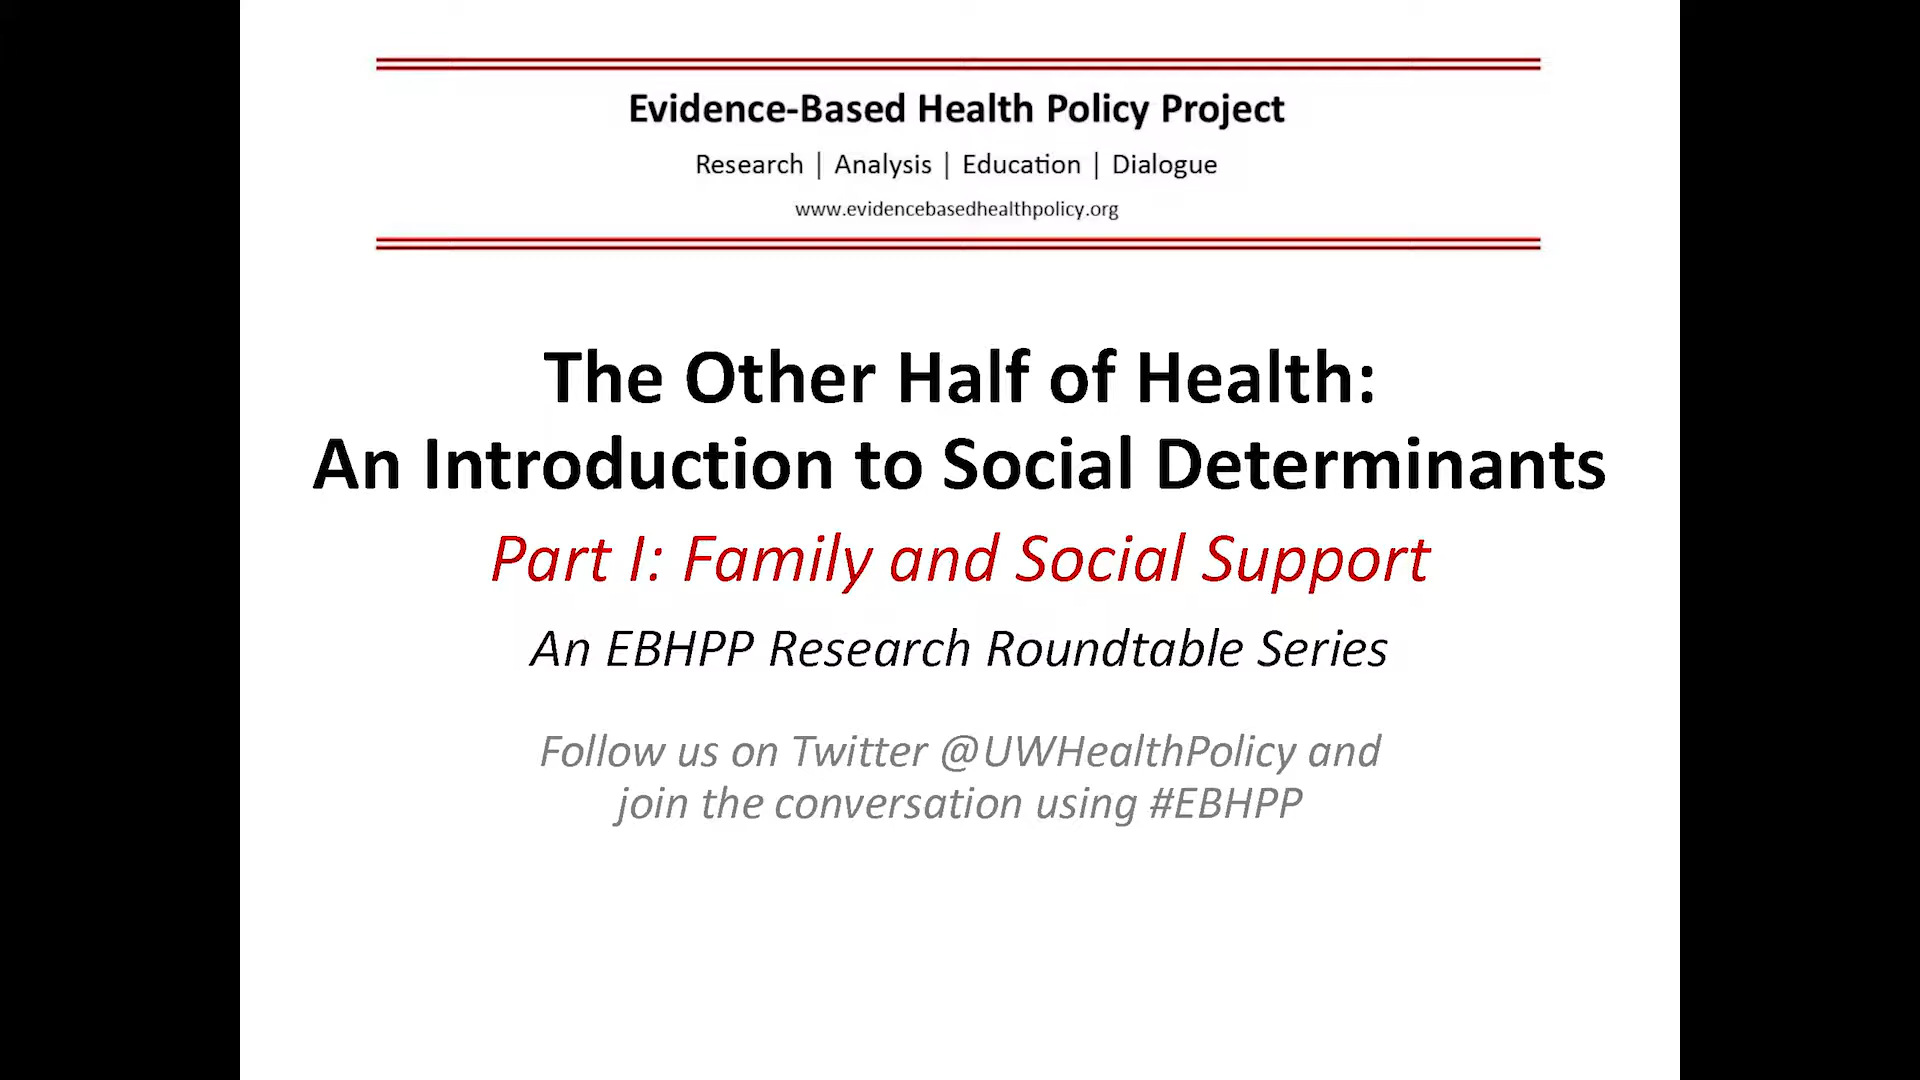 Evidence-Based Health Policy Project
Research | Analysis | Education | Dialogue
www.evidencebasedhealthpolicy.org
The Other Half of Health:
An Introduction to Social Determinants
Part I: Family and Social Support
An EBHPP Research Roundtable Series
Follow us on Twitter @UWHealthPolicy and
join the conversation using #EBHPP